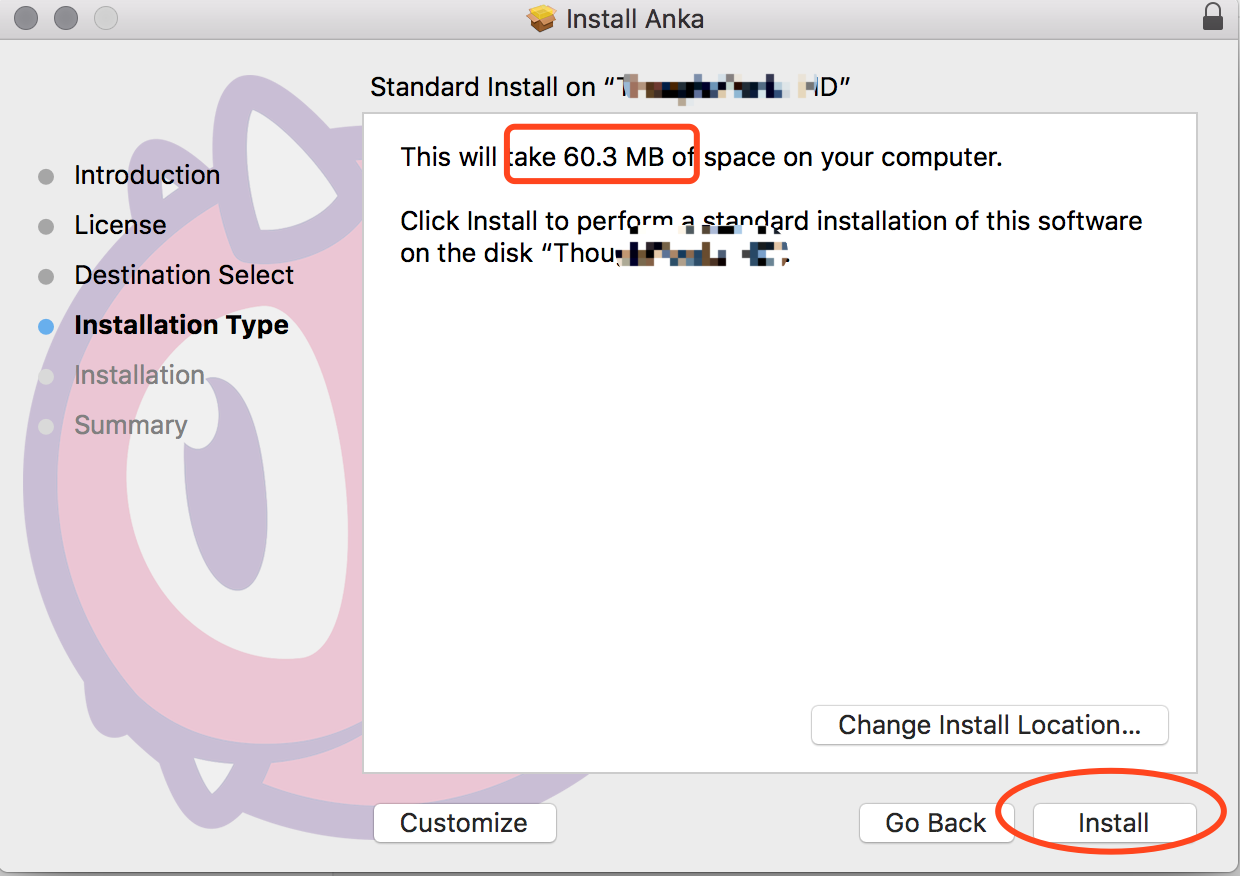 Install Anka
Standard Install on “
Introduction
License
Destination Select
Installation Type
Installation
Summary
This will take 60.3 MB of space on your computer.
Click Install to perform a standard installation of this software
on the disk “Thou
Change Install Location...
Customize
Go Back
Install